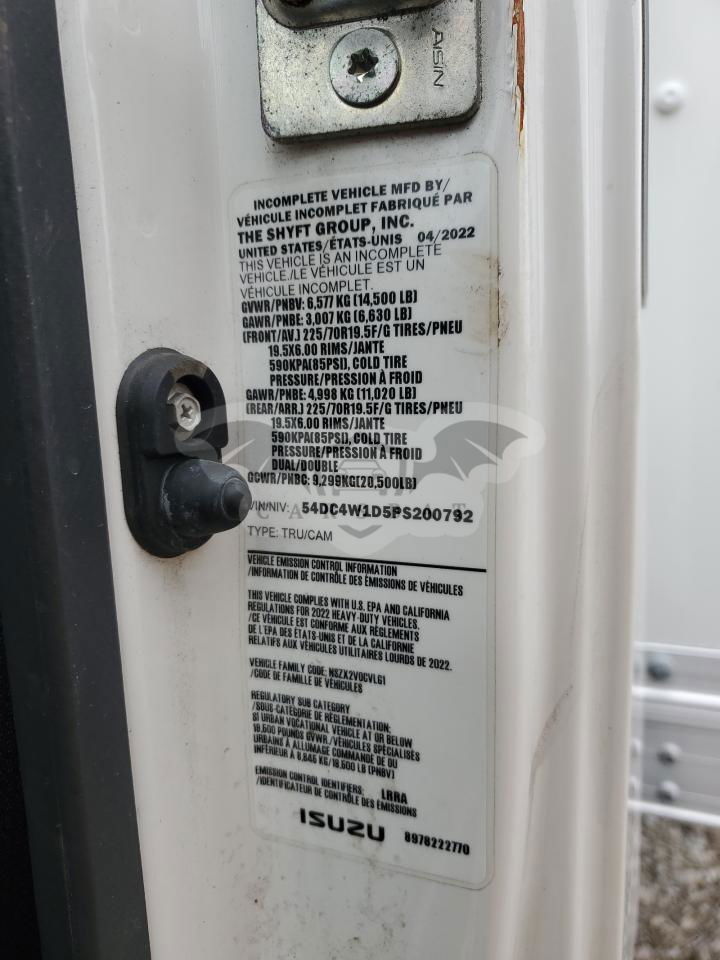 AISIN
INCOMPLETE VEHICLE MFD BY/
VÉHICULE INCOMPLET FABRIQUÉ PAR
THE SHYFT GROUP, INC.
UNITED STATES/ÉTATS-UNIS 04/2022
THIS VEHICLE IS AN INCOMPLETE
VEHICLE./LE VÉHICULE EST UN
VÉHICULE INCOMPLET.
GVWR/PNBV: 6,577 KG (14,500 LB)
GAWR/PNBE: 3,007 KG (6,630 LB)
(FRONT/AV.) 225/70R19.5F/G TIRES/PNEU
19.5X6.00 RIMS/JANTE
590KPA(85PSI), COLD TIRE
PRESSURE/PRESSION À FROID
GAWR/PNBE: 4,998 KG (11,020 LB)
(REAR/ARR.) 225/70R19.5F/G TIRES/PNEU
19.5X6.00 RIMS/JANTE
590KPA(85PSI), COLD TIRE
PRESSURE/PRESSION À FROID
DUAL/DOUBLE
GCWR/PNBC: 9,299KG(20,500LB)
VIN/NIV: 54DC4W1D5PS200792
TYPE: TRU/CAM
VEHICLE EMISSION CONTROL INFORMATION
/INFORMATION DE CONTRÔLE DES ÉMISSIONS DE VÉHICULES
THIS VEHICLE COMPLIES WITH U.S. EPA AND CALIFORNIA
REGULATIONS FOR 2022 HEAVY-DUTY VEHICLES.
/CE VÉHICULE EST CONFORME AUX RÈGLEMENTS
DE L'EPA DES ÉTATS-UNIS ET DE LA CALIFORNIE
RELATIFS AUX VÉHICULES UTILITAIRES LOURDS DE 2022.
VEHICLE FAMILY CODE: NSZX2VOCVLG1
/CODE DE FAMILLE DE VÉHICULES
REGULATORY SUB CATEGORY
/SOUS-CATÉGORIE DE RÉGLEMENTATION:
SI URBAN VOCATIONAL VEHICLE AT OR BELOW
19,500 POUNDS GVWR./VÉHICULES SPÉCIALISÉS
URBAINS À ALLUMAGE COMMANDÉ DE OU
INFÉRIEUR À 8,845 KG/19,500 LB (PNBV)
EMISSION CONTROL IDENTIFIERS: LRRA
/IDENTIFICATEUR DE CONTRÔLE DES ÉMISSIONS
ISUZU 8978222770